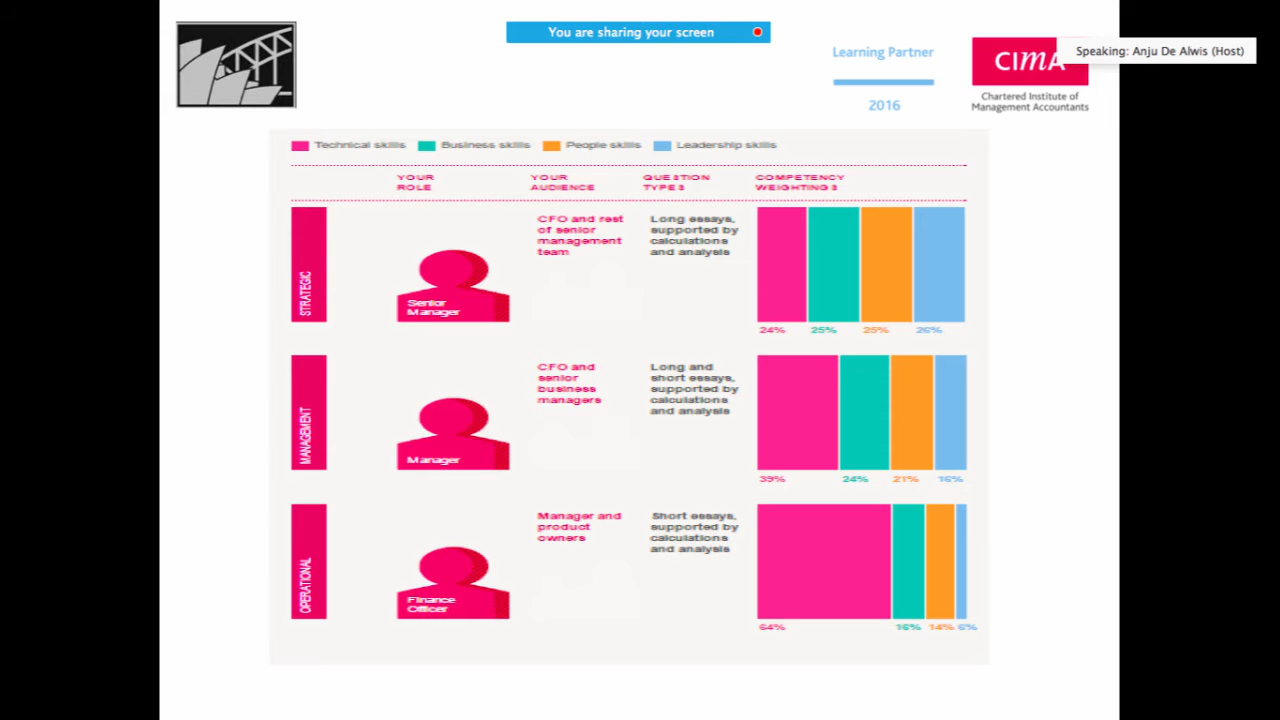 You are sharing your screen
Speaking: Anju De Alwis (Host)
Learning Partner
2016
CIMA
Chartered Institute of
Management Accountants
Technical skills Business skills People skills Leadership skills
YOUR
ROLE
YOUR
AUDIENCE
QUESTION
TYPES
COMPETENCY
WEIGHTINGS
STRATEGIC
Senior
Manager
CFO and rest
of senior
management
team
Long essays,
supported by
calculations
and analysis
24% 25% 25% 26%
MANAGEMENT
Manager
CFO and
senior
business
managers
Long and
short essays,
supported by
calculations
and analysis
39% 24% 21% 16%
OPERATIONAL
Finance
Officer
Manager and
product
owners
Short essays,
supported by
calculations
and analysis
64% 16% 14% 6%